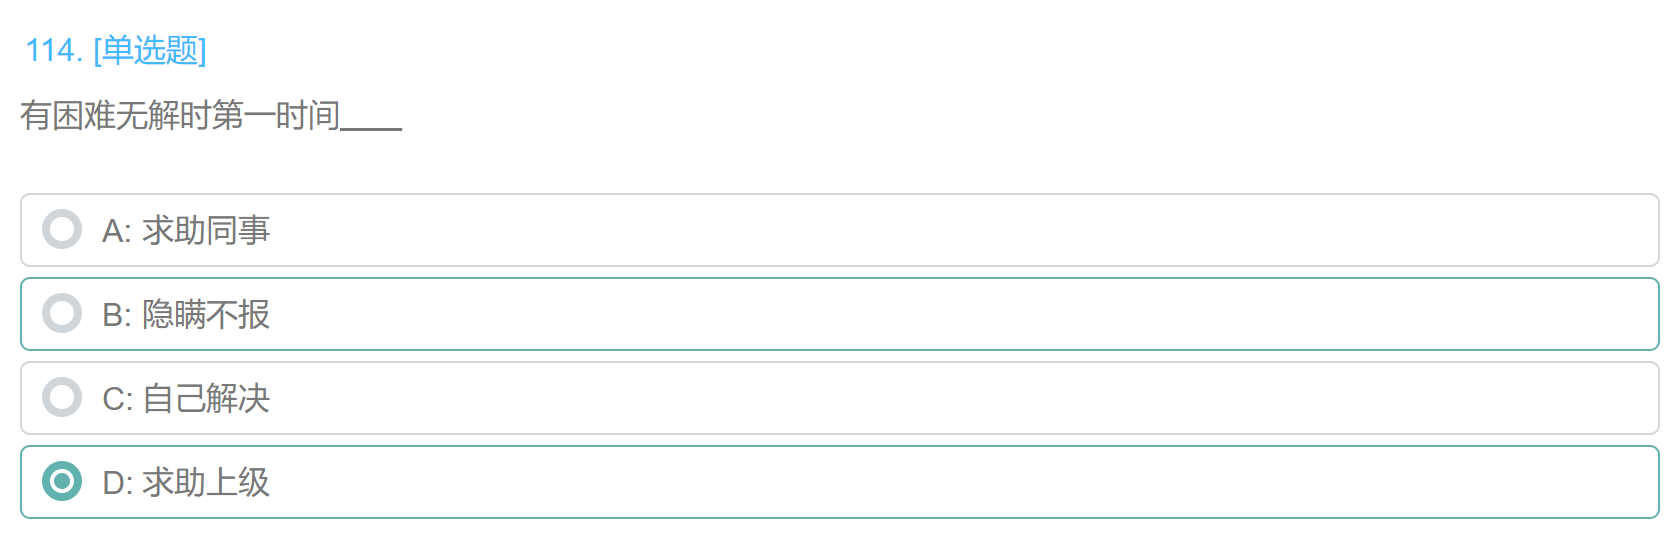 114. [单选题]
有困难无解时第一时间____
A: 求助同事
B: 隐瞒不报
C: 自己解决
D: 求助上级